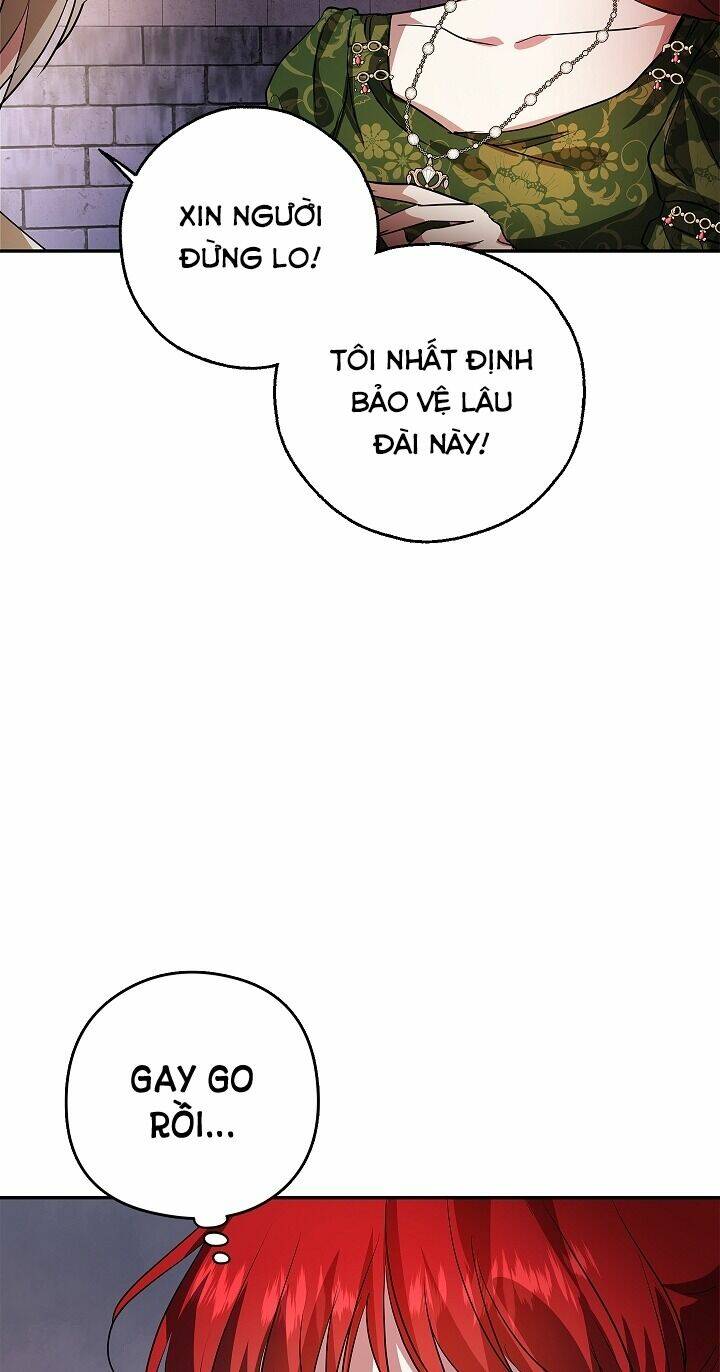 XIN NGƯỜI
ĐỪNG LO!
TÔI NHẤT ĐỊNH
BẢO VỆ LÂU
ĐÀI NÀY!
GAY GO
RỒI...